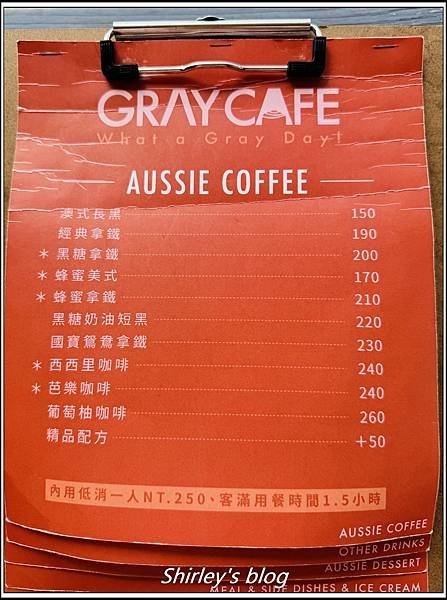 GRAY CAFE
What a Gray Day!
AUSSIE COFFEE
澳式長黑 150
經典拿鐵 190
* 黑糖拿鐵 200
* 蜂蜜美式 170
* 蜂蜜拿鐵 210
黑糖奶油短黑 220
國寶鴛鴦拿鐵 230
* 西西里咖啡 240
* 芭樂咖啡 240
葡萄柚咖啡 260
精品配方 +50
內用低消一人NT.250、客滿用餐時間1.5小時
AUSSIE COFFEE
OTHER DRINKS
AUSSIE DESSERT
MEAL & SIDE DISHES & ICE CREAM
Shirley's blog